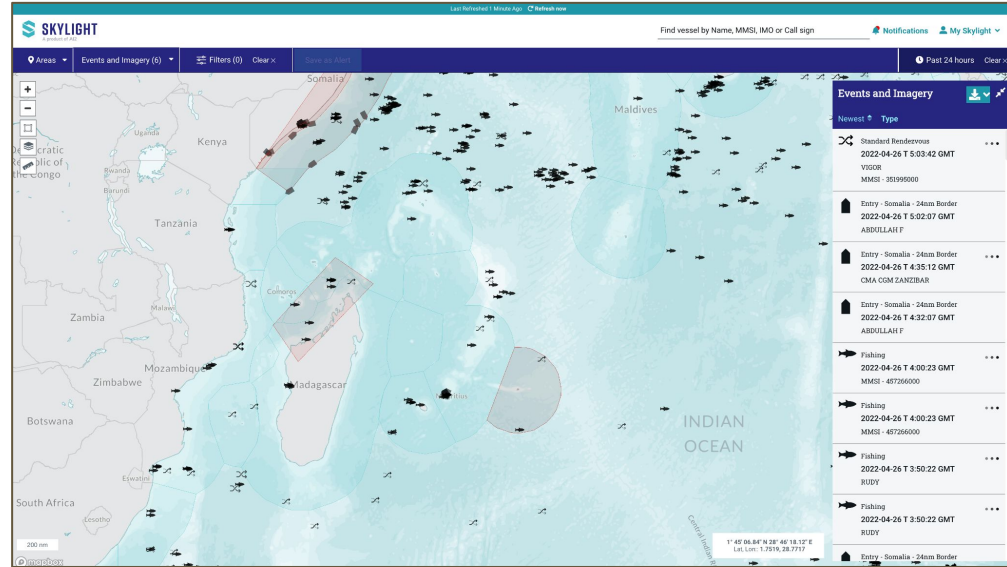 Last Refreshed 1 Minute Ago Refresh now
SKYLIGHT
A product of AI2
Find vessel by Name, MMSI, IMO or Call sign
Notifications
My Skylight
Areas
Events and Imagery (6)
Filters (0)
Clear ×
Save as Alert
Past 24 hours
Clear ×
Events and Imagery
Newest
Type
Standard Rendezvous
2022-04-26 T 5:03:42 GMT
VIGOR
MMSI - 351995000
Entry - Somalia - 24nm Border
2022-04-26 T 5:02:07 GMT
ABDULLAH F
Entry - Somalia - 24nm Border
2022-04-26 T 4:35:12 GMT
CMA CGM ZANZIBAR
Entry - Somalia - 24nm Border
2022-04-26 T 4:32:07 GMT
ABDULLAH F
Fishing
2022-04-26 T 4:00:23 GMT
MMSI - 457266000
Fishing
2022-04-26 T 4:00:23 GMT
MMSI - 457266000
Fishing
2022-04-26 T 3:50:22 GMT
RUDY
Fishing
2022-04-26 T 3:50:22 GMT
RUDY
Entry - Somalia - 24nm Border
Somalia
Maldives
Uganda
Kenya
the Congo
Rwanda
Burundi
Tanzania
Comoros
Malawi
Zambia
Mozambique
Zimbabwe
Madagascar
Botswana
INDIAN
OCEAN
Eswatini
South Africa
Lesotho
Central Indian
200 nm
1° 45' 06.84" N 28° 46' 18.12" E
Lat, Lon: 1.7519, 28.7717
mapbox